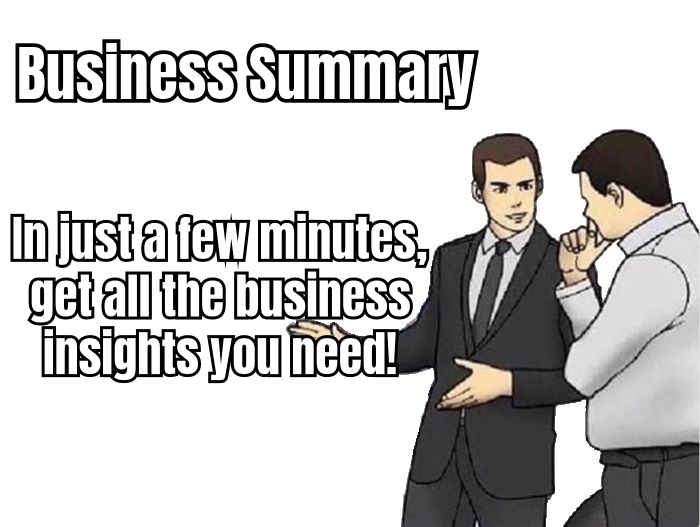 Business Summary
In just a few minutes,
get all the business
insights you need!